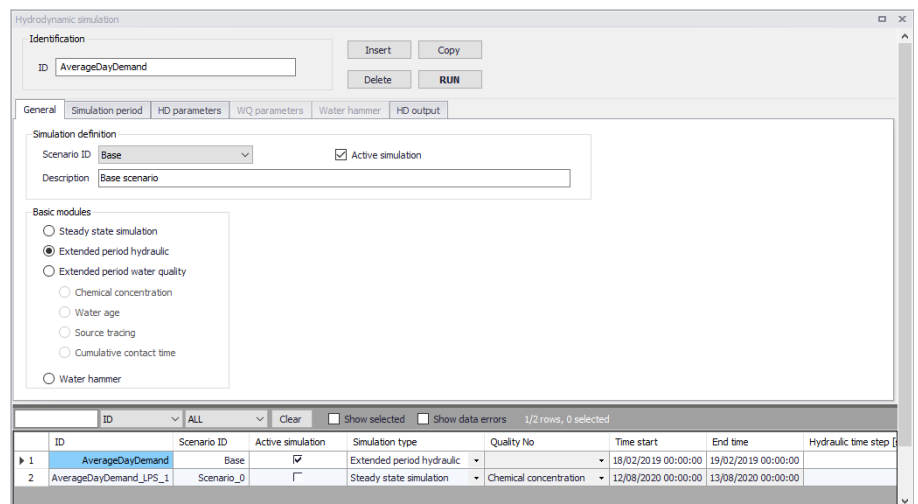 Hydrodynamic simulation
Identification
Insert Copy
ID AverageDayDemand
Delete RUN
General Simulation period HD parameters WQ parameters Water hammer HD output
Simulation definition
Scenario ID Base Active simulation
Description Base scenario
Basic modules
Steady state simulation
Extended period hydraulic
Extended period water quality
Chemical concentration
Water age
Source tracing
Cumulative contact time
Water hammer
ID ALL Clear Show selected Show data errors 1/2 rows, 0 selected
ID Scenario ID Active simulation Simulation type Quality No Time start End time Hydraulic time step [
1 AverageDayDemand Base Extended period hydraulic 18/02/2019 00:00:00 19/02/2019 00:00:00
2 AverageDayDemand_LPS_1 Scenario_0 Steady state simulation Chemical concentration 12/08/2020 00:00:00 13/08/2020 00:00:00